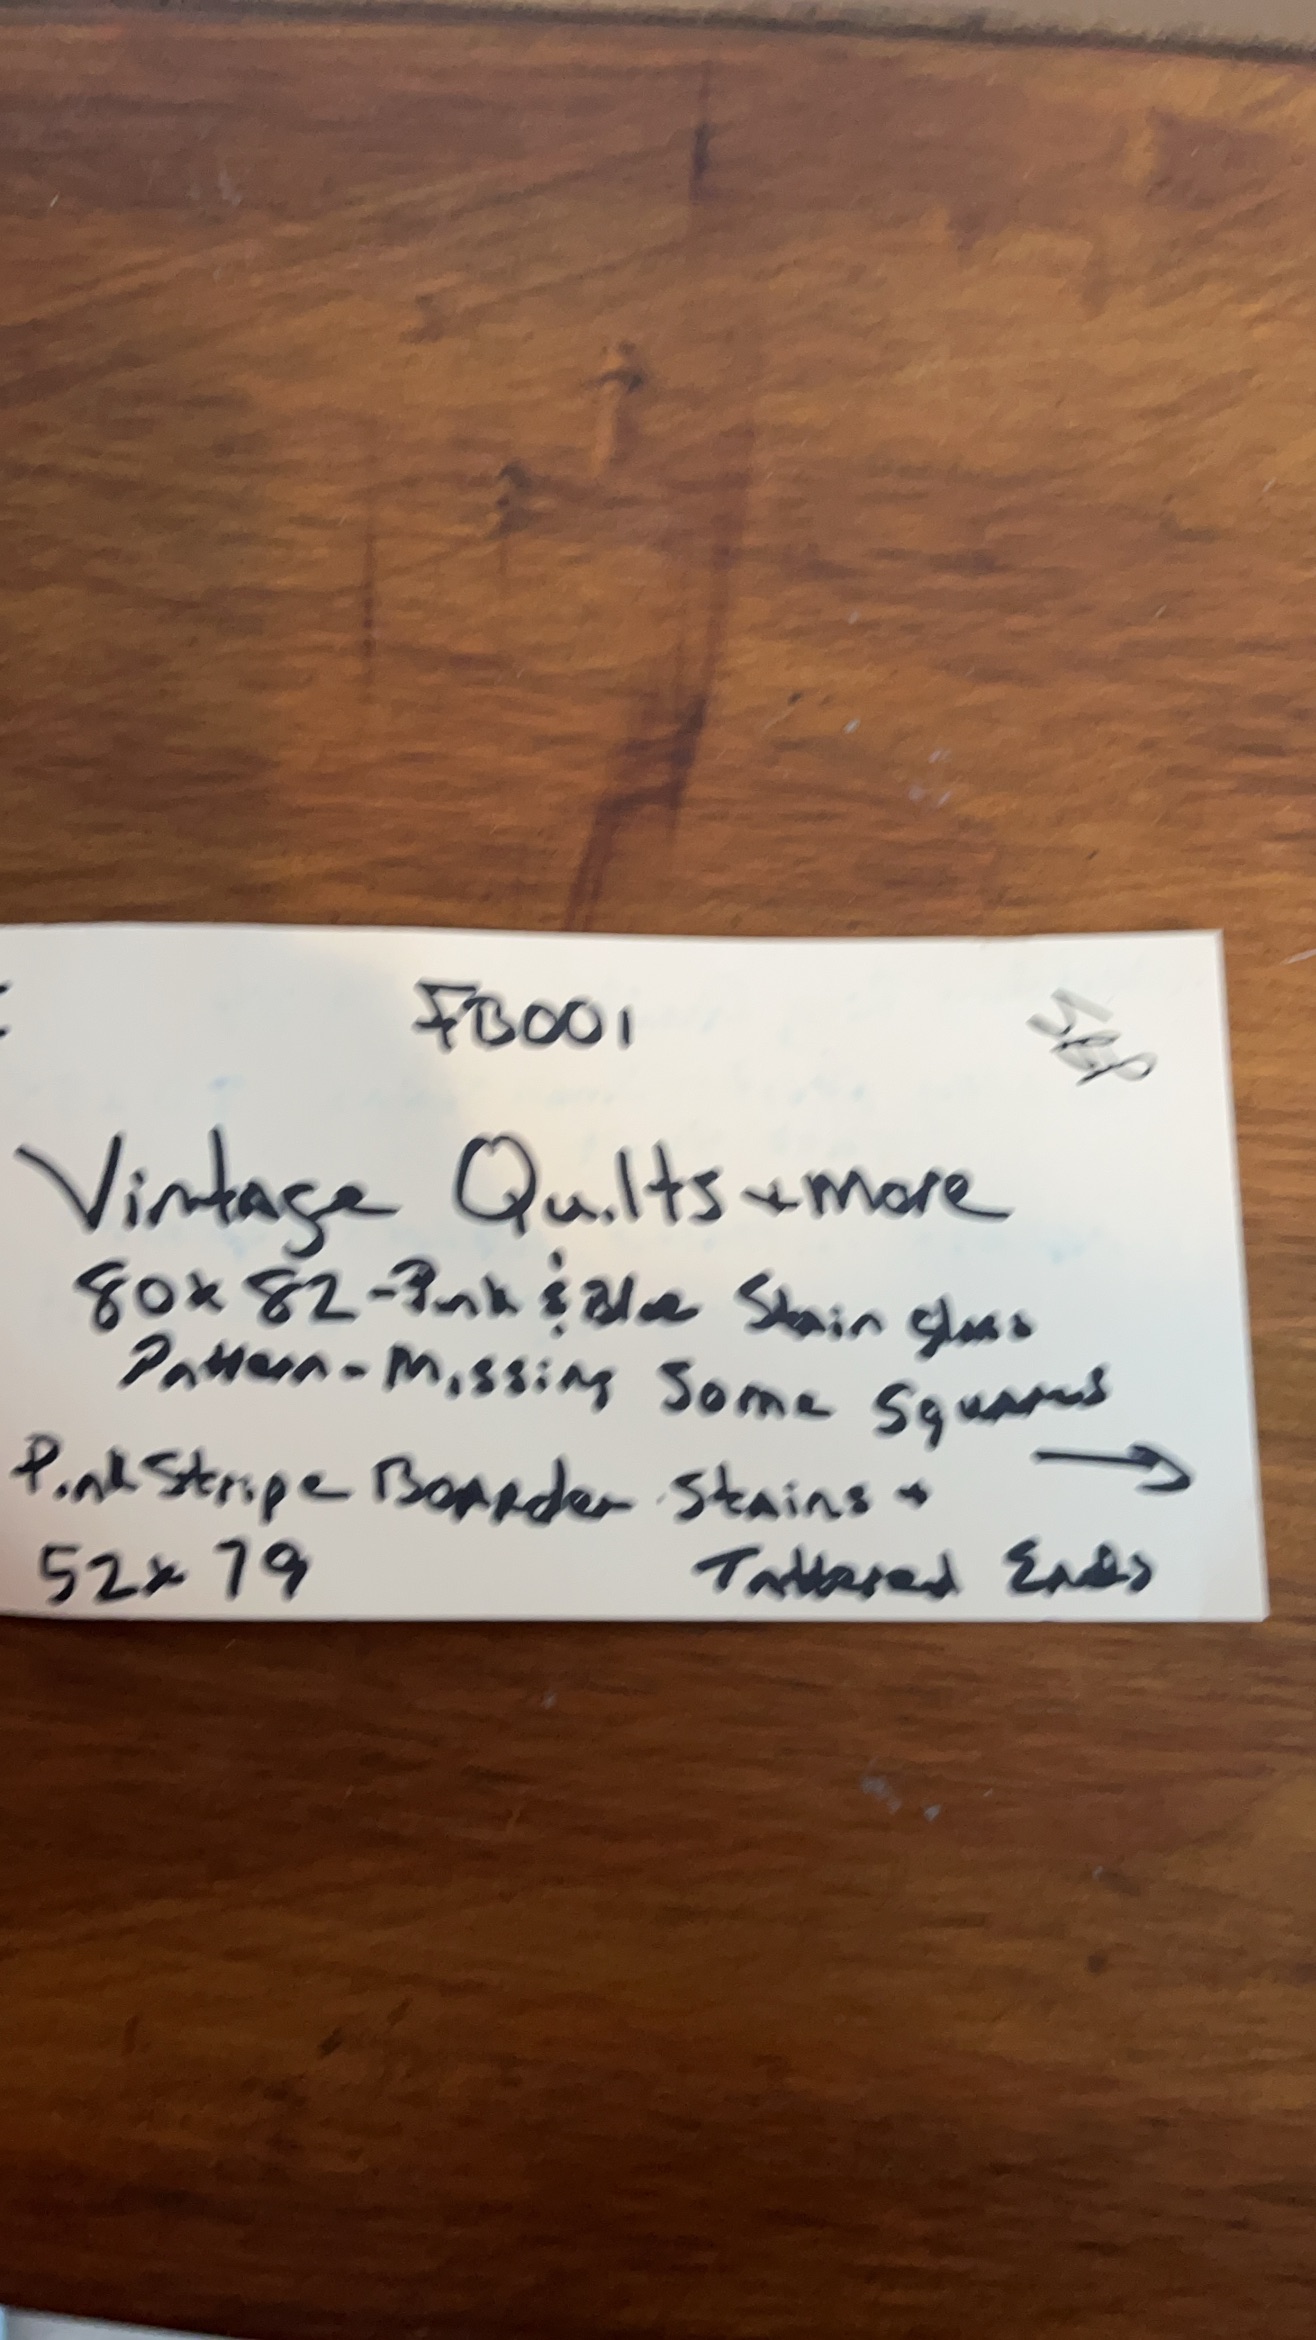 FB001
Vintage Quilts + more
80x82 - Pink & Blue Stain glass
Pattern - Missing Some Squares
Pink Stripe Boarder Stains +
52x79 Tattered Ends